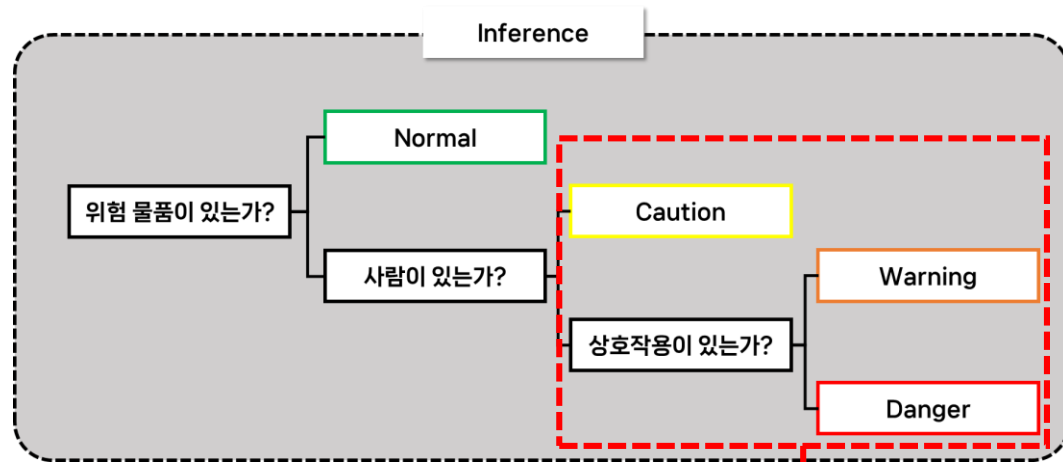 Inference
Normal
위험 물품이 있는가?
Caution
사람이 있는가?
Warning
상호작용이 있는가?
Danger